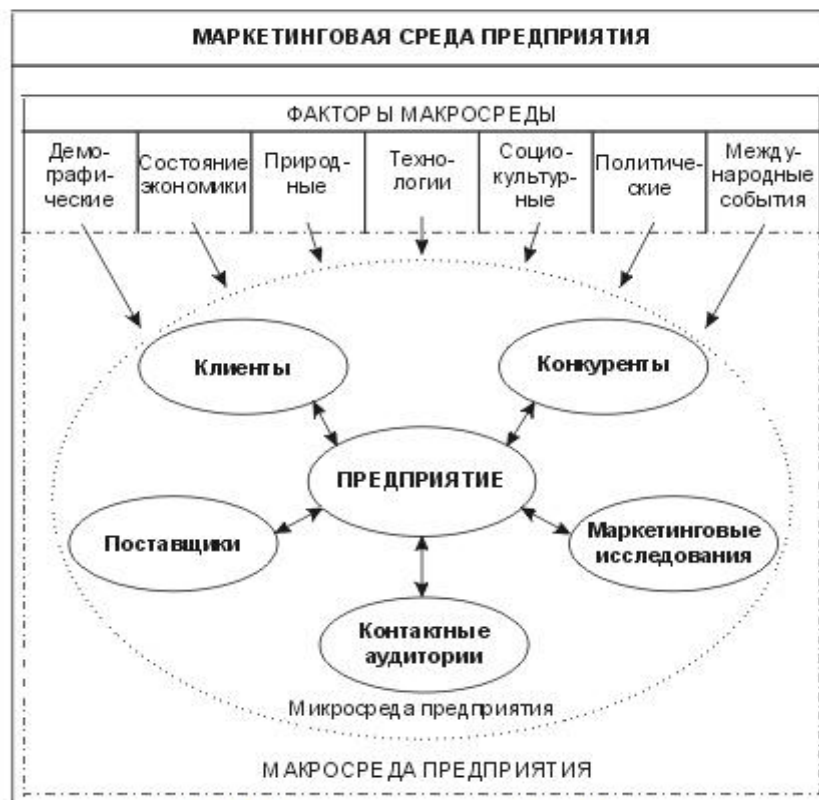 МАРКЕТИНГОВАЯ СРЕДА ПРЕДПРИЯТИЯ
ФАКТОРЫ МАКРОСРЕДЫ
Демо-
графи-
ческие
Состояние
экономики
Природ-
ные
Техно-
логии
Социо-
культур-
ные
Политиче-
ские
Между-
народные
события
Клиенты
Конкуренты
ПРЕДПРИЯТИЕ
Поставщики
Маркетинговые
исследования
Контактные
аудитории
Микросреда предприятия
МАКРОСРЕДА ПРЕДПРИЯТИЯ